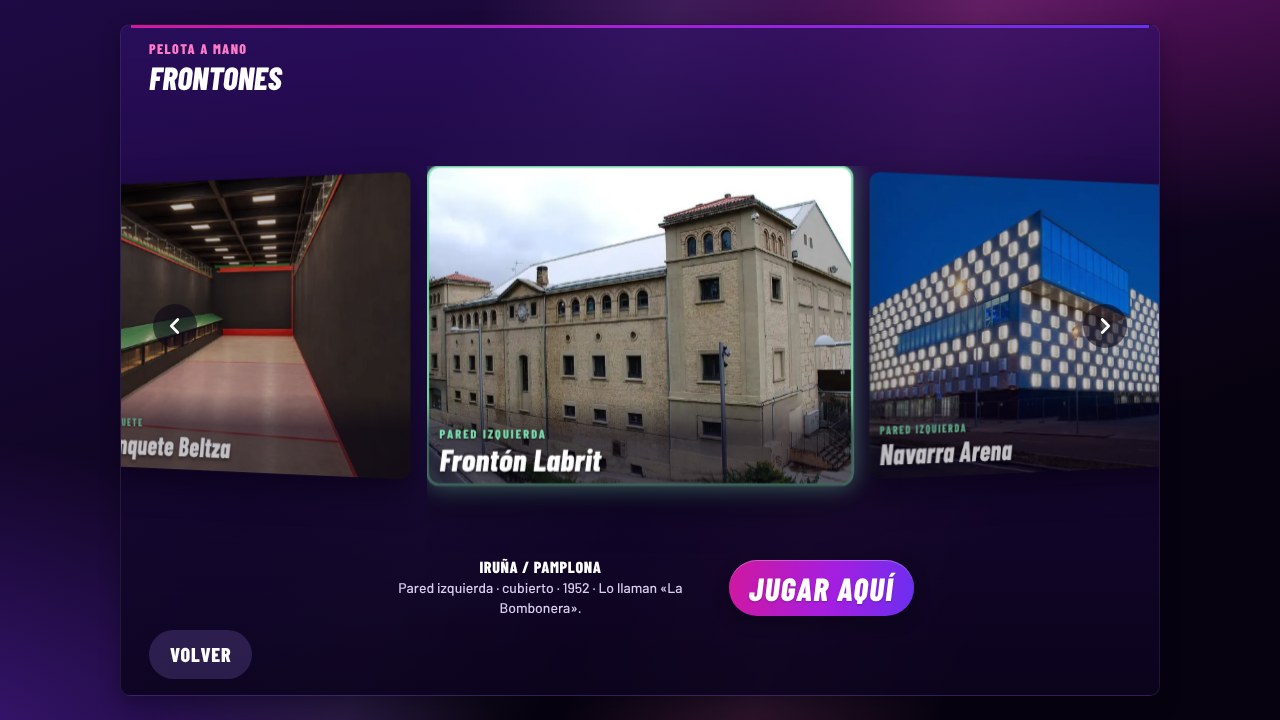 PELOTA A MANO
FRONTONES
Beltza
PARED IZQUIERDA
Frontón Labrit
PARED IZQUIERDA
Navarra Arena
IRUÑA / PAMPLONA
Pared izquierda · cubierto · 1952 · Lo llaman «La
Bombonera».
JUGAR AQUÍ
VOLVER